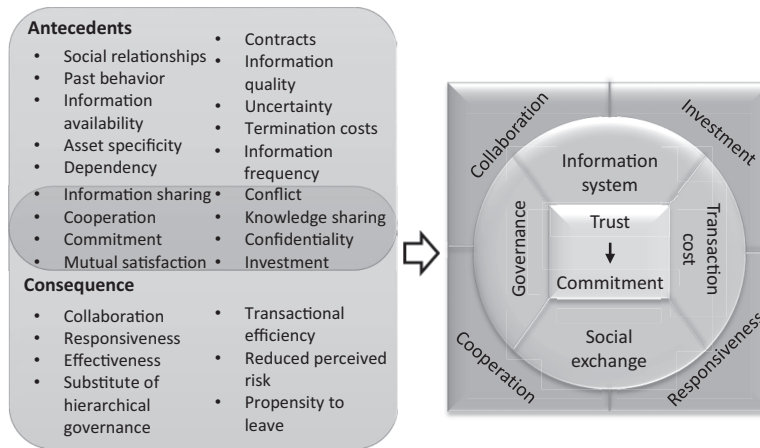 Antecedents
• Social relationships
• Past behavior
• Information
availability
• Asset specificity
• Dependency
• Information sharing
• Cooperation
• Commitment
• Mutual satisfaction
• Contracts
• Information
quality
• Uncertainty
• Termination costs
• Information
frequency
• Conflict
• Knowledge sharing
• Confidentiality
• Investment
Consequence
• Collaboration
• Responsiveness
• Effectiveness
• Substitute of
hierarchical
governance
• Transactional
efficiency
• Reduced perceived
risk
• Propensity to
leave
Collaboration
Investment
Information
system
Governance
Trust
Commitment
Transaction
cost
Social
exchange
Cooperation
Responsiveness